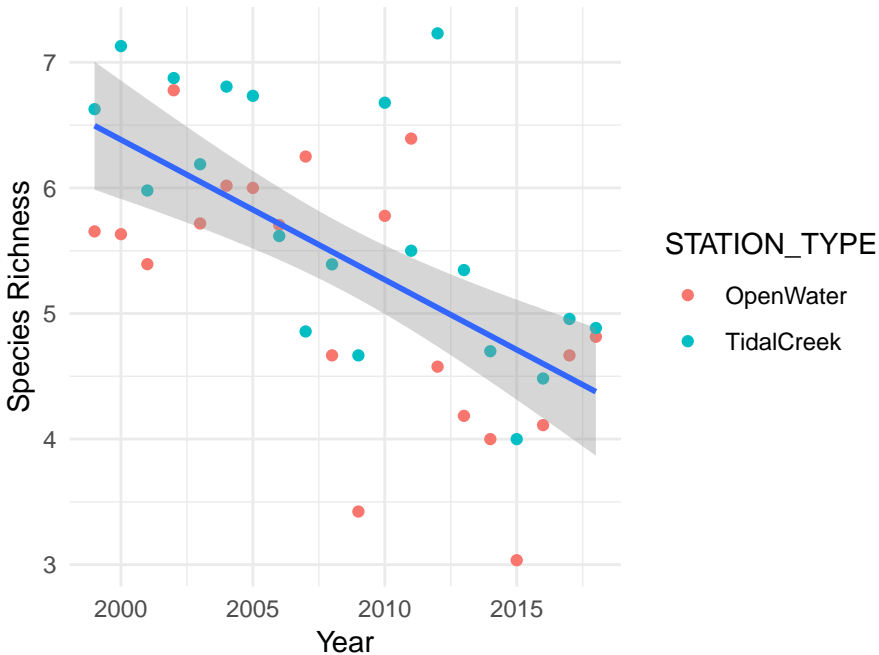 7
6
5
4
3
Species Richness
2000 2005 2010 2015
Year
STATION_TYPE
OpenWater
TidalCreek